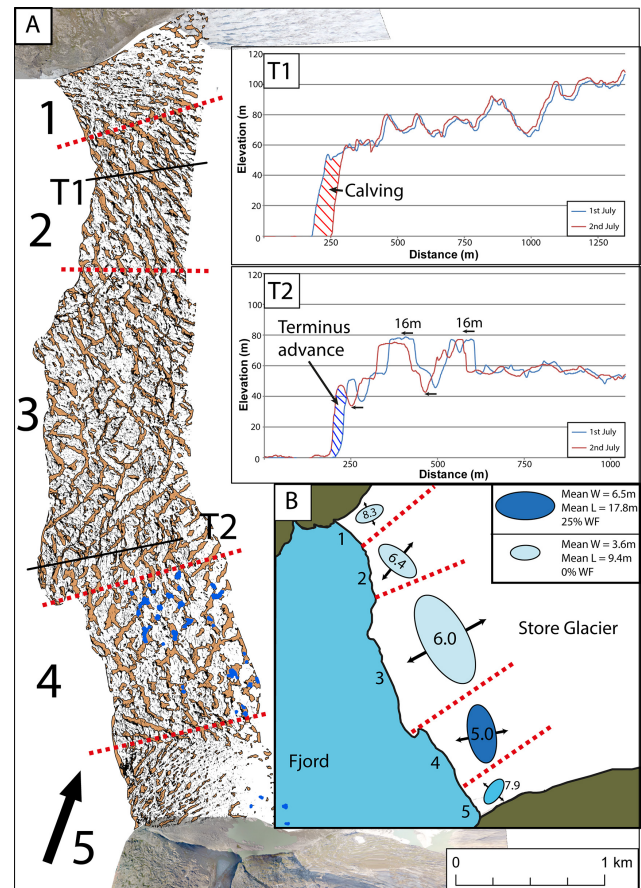 A
1
T1
2
3
T2
4
5
T1
Elevation (m)
120
100
80
60
40
20
0
Calving
1st July
2nd July
250
500
750
1000
1250
Distance (m)
T2
Elevation (m)
120
100
80
60
40
20
0
Terminus
advance
16m
16m
1st July
2nd July
250
500
750
1000
Distance (m)
B
Mean W = 6.5m
Mean L = 17.8m
25% WF
Mean W = 3.6m
Mean L = 9.4m
0% WF
8.3
1
6.4
2
6.0
Store Glacier
3
5.0
4
7.9
5
Fjord
0
1 km